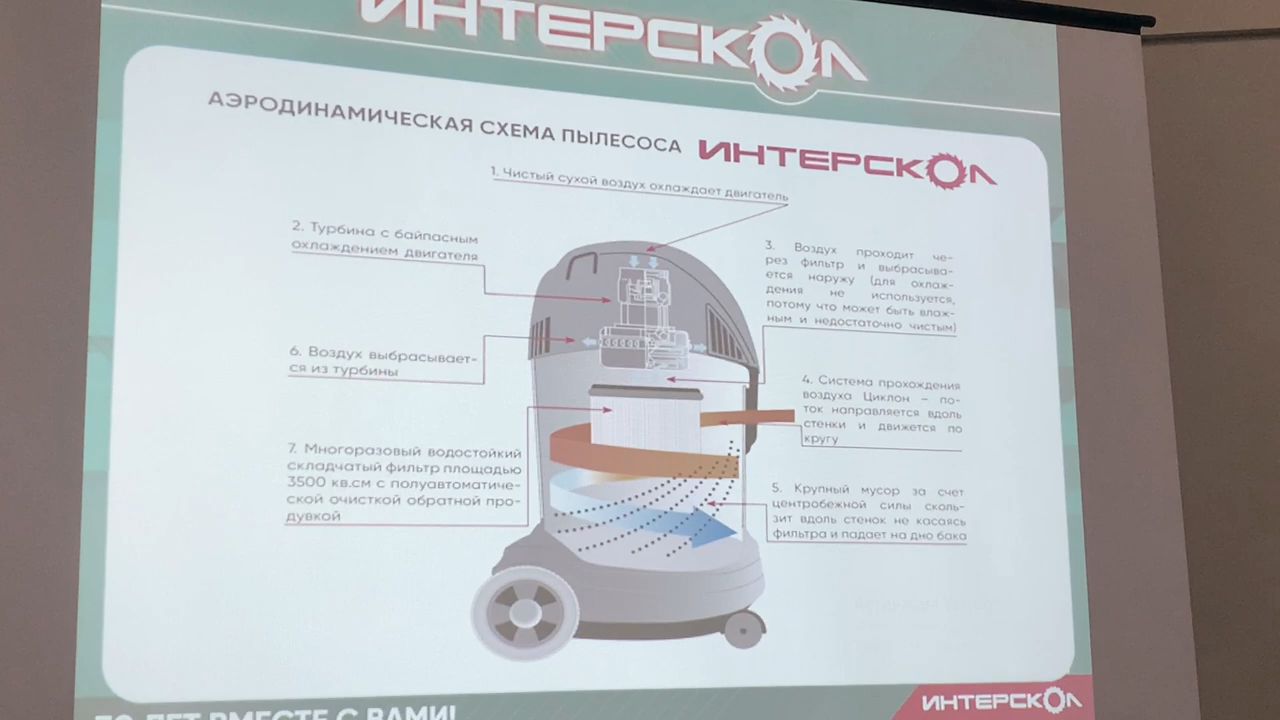 ИНТЕРСКОЛ
АЭРОДИНАМИЧЕСКАЯ СХЕМА ПЫЛЕСОСА ИНТЕРСКОЛ
1. Чистый сухой воздух охлаждает двигатель
2. Турбина с байпасным
охлаждением двигателя
3. Воздух проходит че-
рез фильтр и выбрасыва-
ется наружу (для охлаж-
дения не используется,
потому что может быть влаж-
ным и недостаточно чистым)
6. Воздух выбрасывает-
ся из турбины
4. Система прохождения
воздуха Циклон – по-
ток направляется вдоль
стенки и движется по
кругу
7. Многоразовый водостойкий
складчатый фильтр площадью
3500 кв.см с полуавтоматиче-
ской очисткой обратной про-
дувкой
5. Крупный мусор за счет
центробежной силы сколь-
зит вдоль стенок не касаясь
фильтра и падает на дно бака
ЛЕТ ВМЕСТЕ С ВАМИ!
ИНТЕРСКОЛ